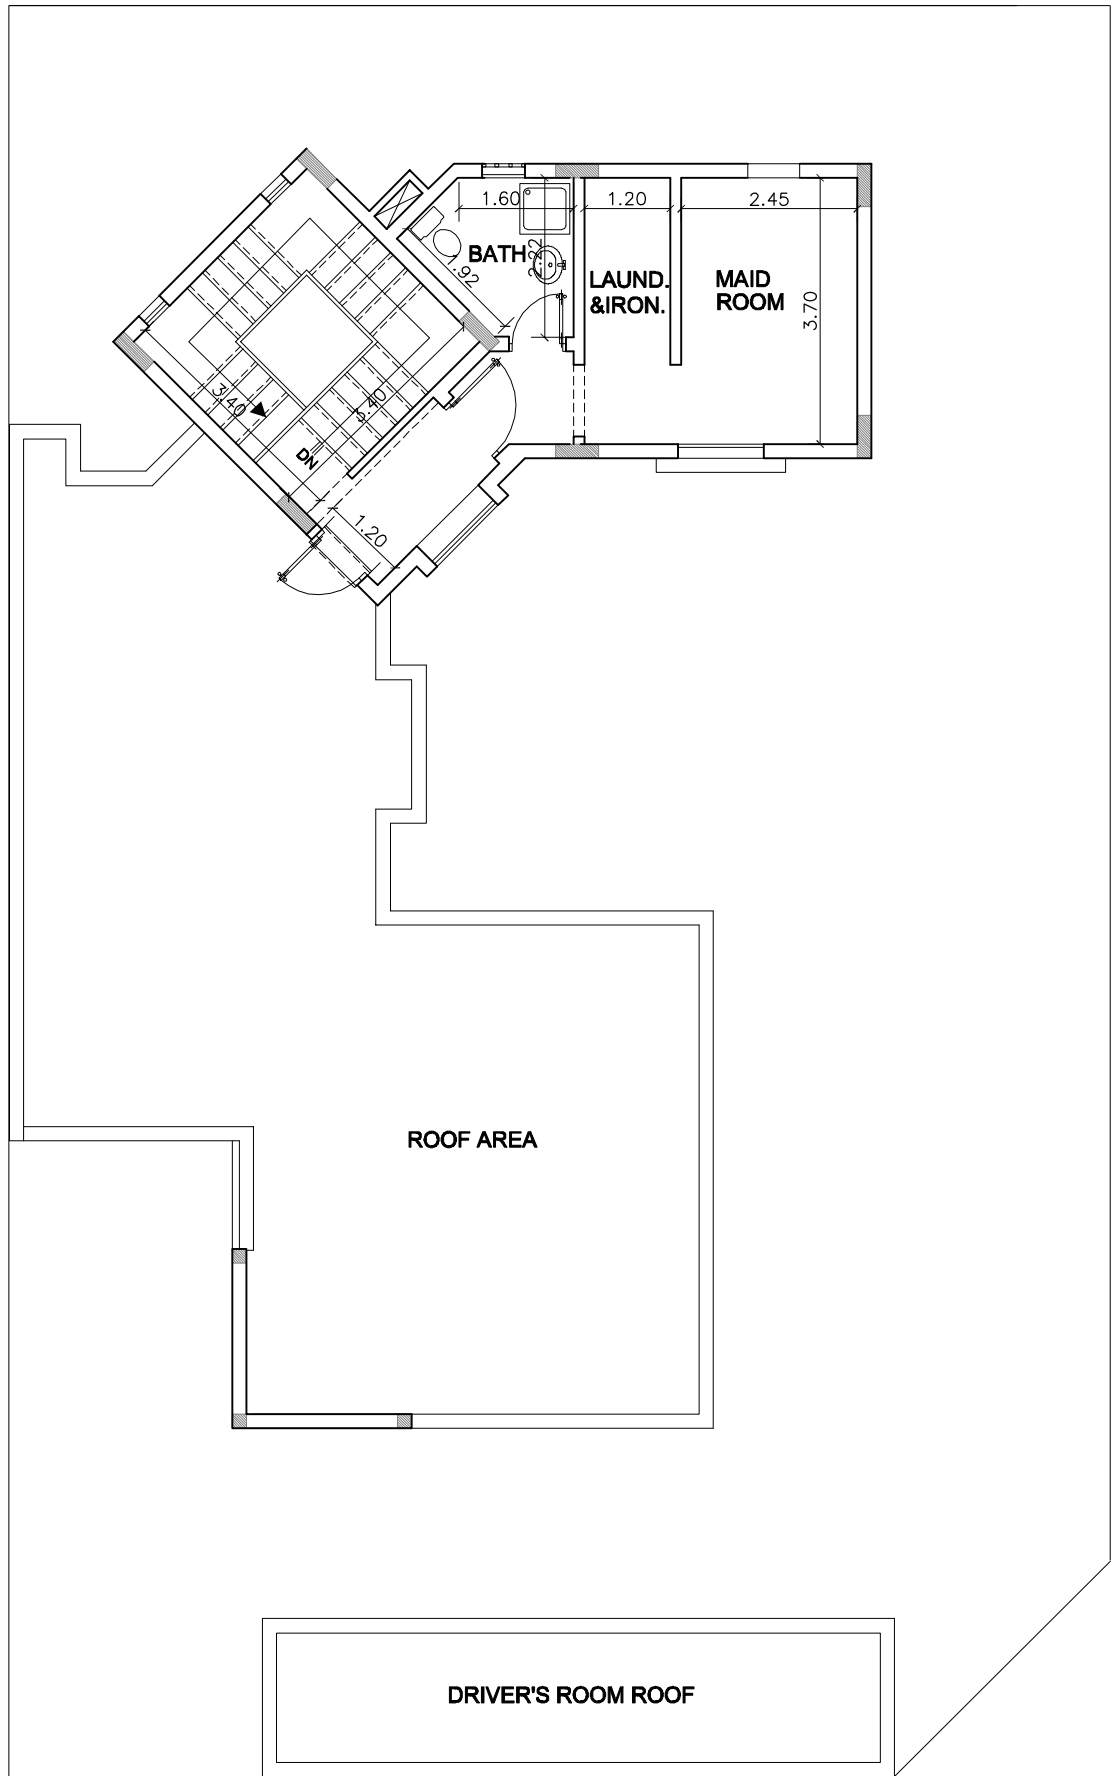 1.60
1.20
2.45
BATH
2.22
1.92
LAUND.
&IRON.
MAID
ROOM
3.70
3.40
3.40
DN
1.20
ROOF AREA
DRIVER'S ROOM ROOF